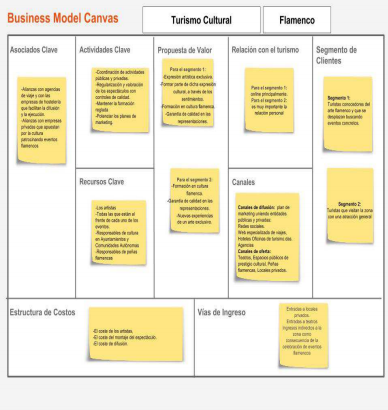 Business Model Canvas
Turismo Cultural
Flamenco
Asociados Clave
-Alianzas con agencias
de viaje y con las
empresas de hostelería
que facilitar la difusión
y la ejecución.
-Alianzas con empresas
privadas que apuestan
por la cultura
patrocinando eventos
flamencos
Actividades Clave
-Coordinación de actividades
públicas y privadas.
-Regularización y valoración
de los espectáculos con
controles de calidad.
-Mantener la formación
reglada
-Potenciar los planes de
marketing
Recursos Clave
-Los artistas
-Todas las que están al
frente de cada uno de los
eventos.
-Responsables de cultura
en Ayuntamientos y
Comunidades Autónomas
-Responsables de peñas
flamencas
Propuesta de Valor
Para el segmento 1:
-Expresión artística exclusiva.
-Formar parte de dicha expresión
cultural, a través de los
sentimientos.
-Formación en cultura flamenca.
-Garantía de calidad en las
representaciones.
Para el segmento 2:
-Formación en cultura
flamenca.
-Garantía de calidad en las
representaciones.
-Nuevas experiencias
de un arte exclusivo.
Relación con el turismo
Para el segmento 1:
online principalmente.
Para el segmento 2:
es muy importante la
relación personal
Canales
Canales de difusión: plan de
marketing uniendo entidades
públicas y privadas
Redes sociales.
Web especializada de viajes,
Hoteles Oficinas de turismo das
Agencias
Canales de oferta:
Teatros, Espacios públicos de
prestigio cultural, Peñas
flamencas, Locales privados.
Segmento de
Clientes
Segmento 1:
Turistas conocedores del
arte flamenco y que se
desplazan buscando
eventos concretos.
Segmento 2:
Turistas que visitan la zona
con una atracción general
Estructura de Costos
-El costo de los artistas.
-El costo del montaje del espectáculo.
-El costo de difusión.
Vías de Ingreso
Entradas a locales
privados.
Entradas a teatros
Ingresos indirectos a la
zona como
consecuencia de la
celebración de eventos
flamencos